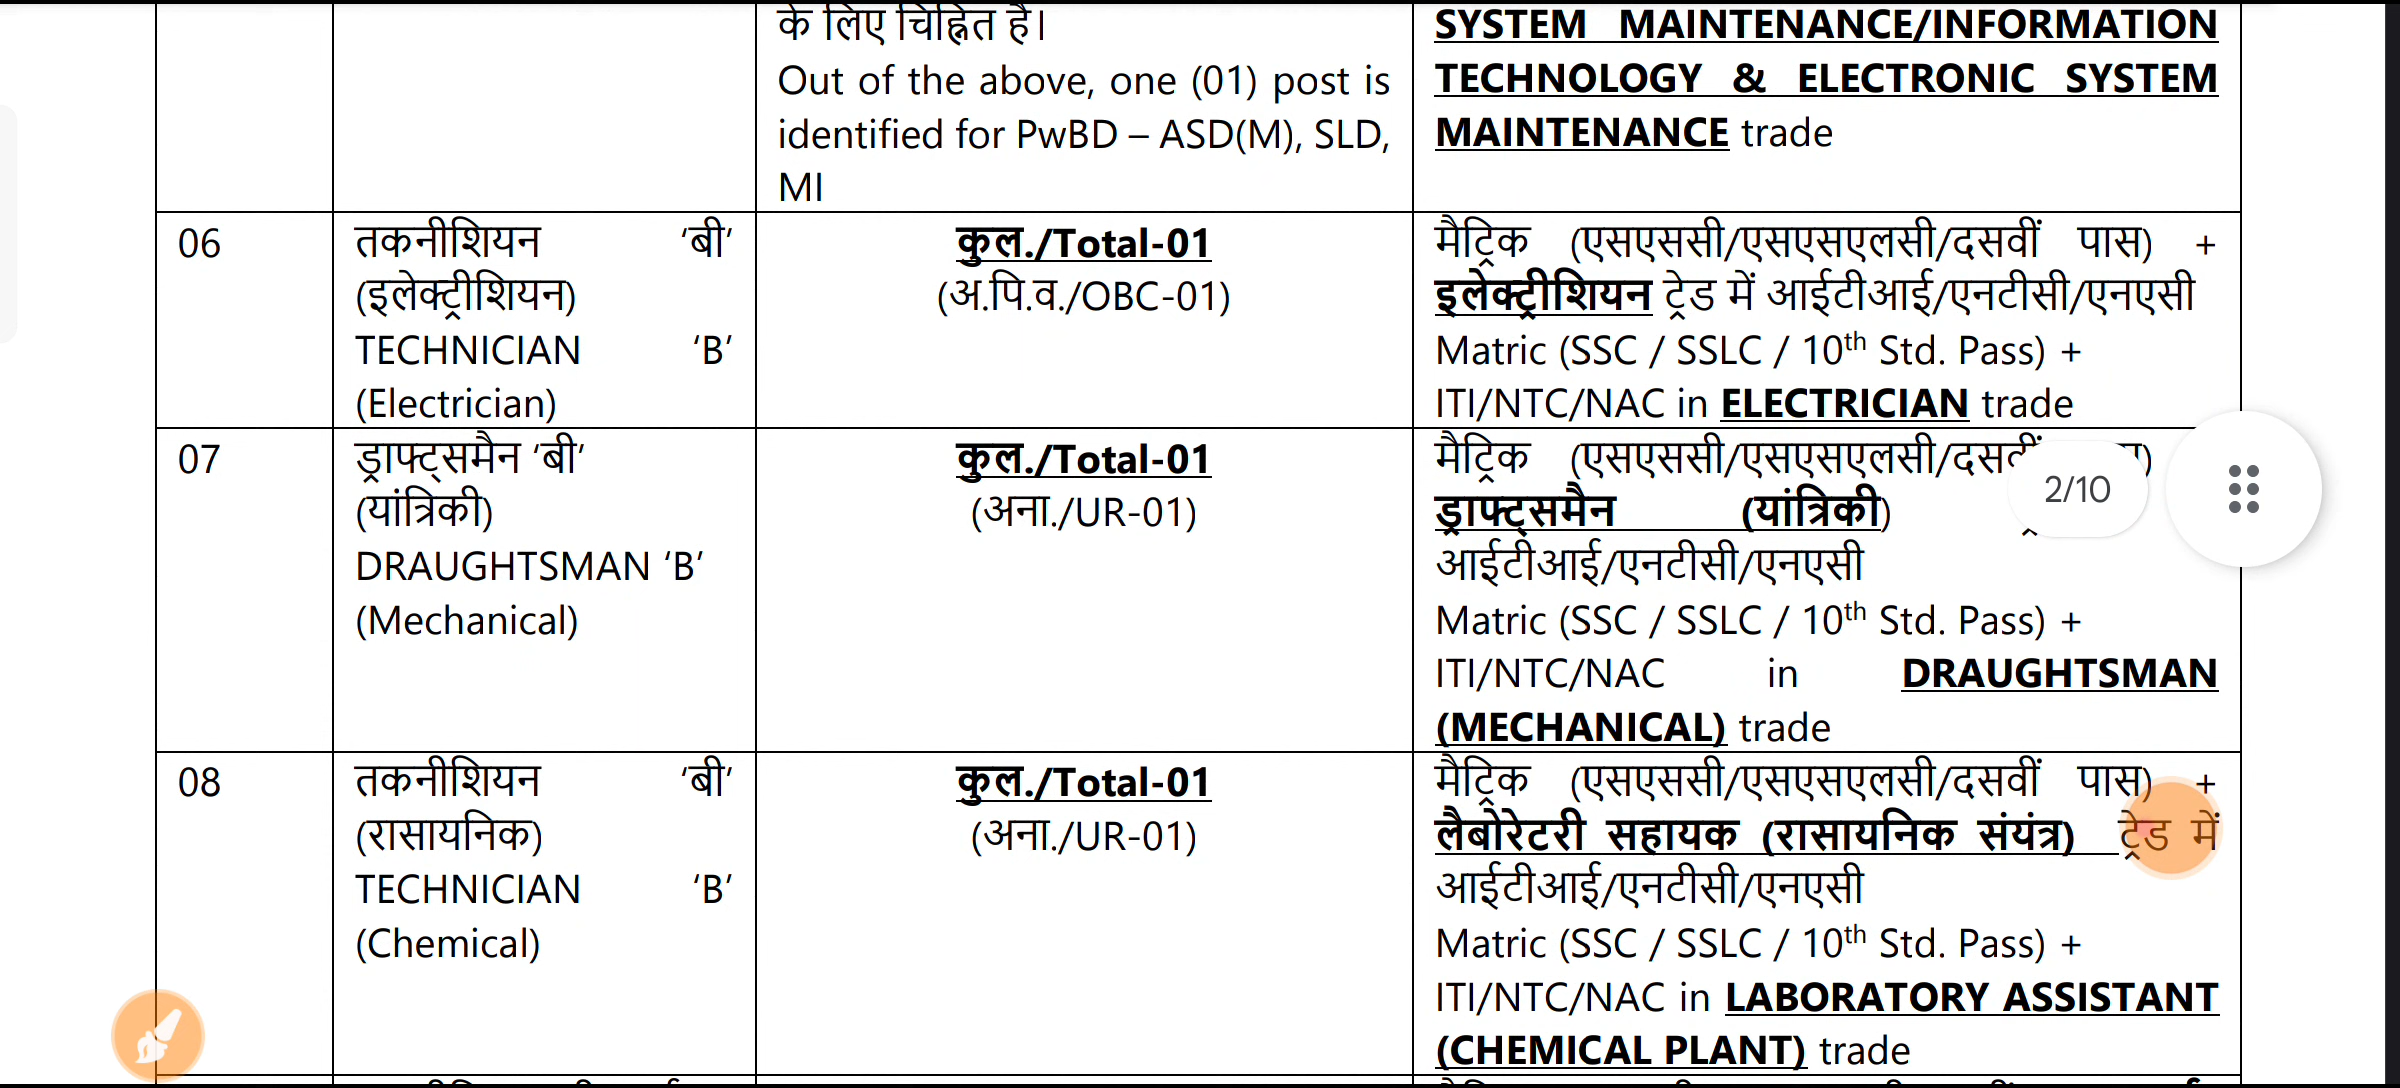 के लिए चिह्नित है।
Out of the above, one (01) post is
identified for PwBD – ASD(M), SLD,
MI
SYSTEM MAINTENANCE/INFORMATION
TECHNOLOGY & ELECTRONIC SYSTEM
MAINTENANCE trade
06
तकनीशियन ‘बी’
(इलेक्ट्रीशियन)
TECHNICIAN ‘B’
(Electrician)
कुल./Total-01
(अ.पि.व./OBC-01)
मैट्रिक (एसएससी/एसएसएलसी/दसवीं पास) +
इलेक्ट्रीशियन ट्रेड में आईटीआई/एनटीसी/एनएसी
Matric (SSC / SSLC / 10th Std. Pass) +
ITI/NTC/NAC in ELECTRICIAN trade
07
ड्राफ्ट्समैन ‘बी’
(यांत्रिकी)
DRAUGHTSMAN ‘B’
(Mechanical)
कुल./Total-01
(अना./UR-01)
मैट्रिक (एसएससी/एसएसएलसी/दसवीं
ड्राफ्ट्समैन (यांत्रिकी)
आईटीआई/एनटीसी/एनएसी
Matric (SSC / SSLC / 10th Std. Pass) +
ITI/NTC/NAC in DRAUGHTSMAN
(MECHANICAL) trade
2/10
08
तकनीशियन ‘बी’
(रासायनिक)
TECHNICIAN ‘B’
(Chemical)
कुल./Total-01
(अना./UR-01)
मैट्रिक (एसएससी/एसएसएलसी/दसवीं पास) +
लैबोरेटरी सहायक (रासायनिक संयंत्र) ट्रेड में
आईटीआई/एनटीसी/एनएसी
Matric (SSC / SSLC / 10th Std. Pass) +
ITI/NTC/NAC in LABORATORY ASSISTANT
(CHEMICAL PLANT) trade